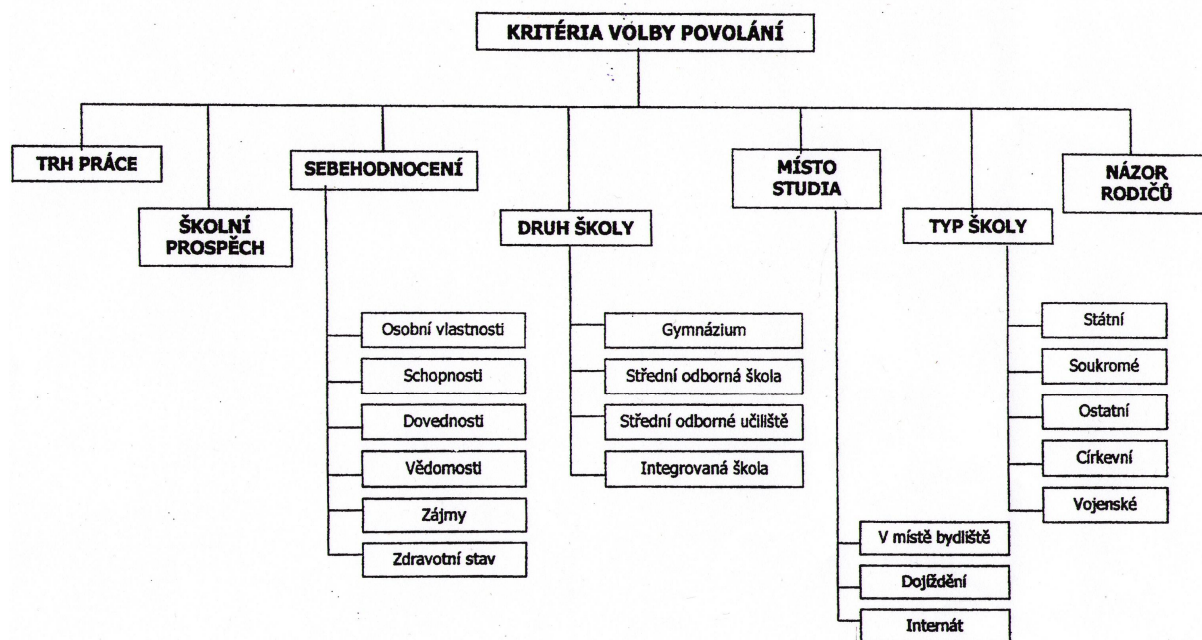 KRITÉRIA VOLBY POVOLÁNÍ
TRH PRÁCE
ŠKOLNÍ
PROSPĚCH
SEBEHODNOCENÍ
Osobní vlastnosti
Schopnosti
Dovednosti
Vědomosti
Zájmy
Zdravotní stav
DRUH ŠKOLY
Gymnázium
Střední odborná škola
Střední odborné učiliště
Integrovaná škola
MÍSTO
STUDIA
V místě bydliště
Dojíždění
Internát
TYP ŠKOLY
Státní
Soukromé
Ostatní
Církevní
Vojenské
NÁZOR
RODIČŮ